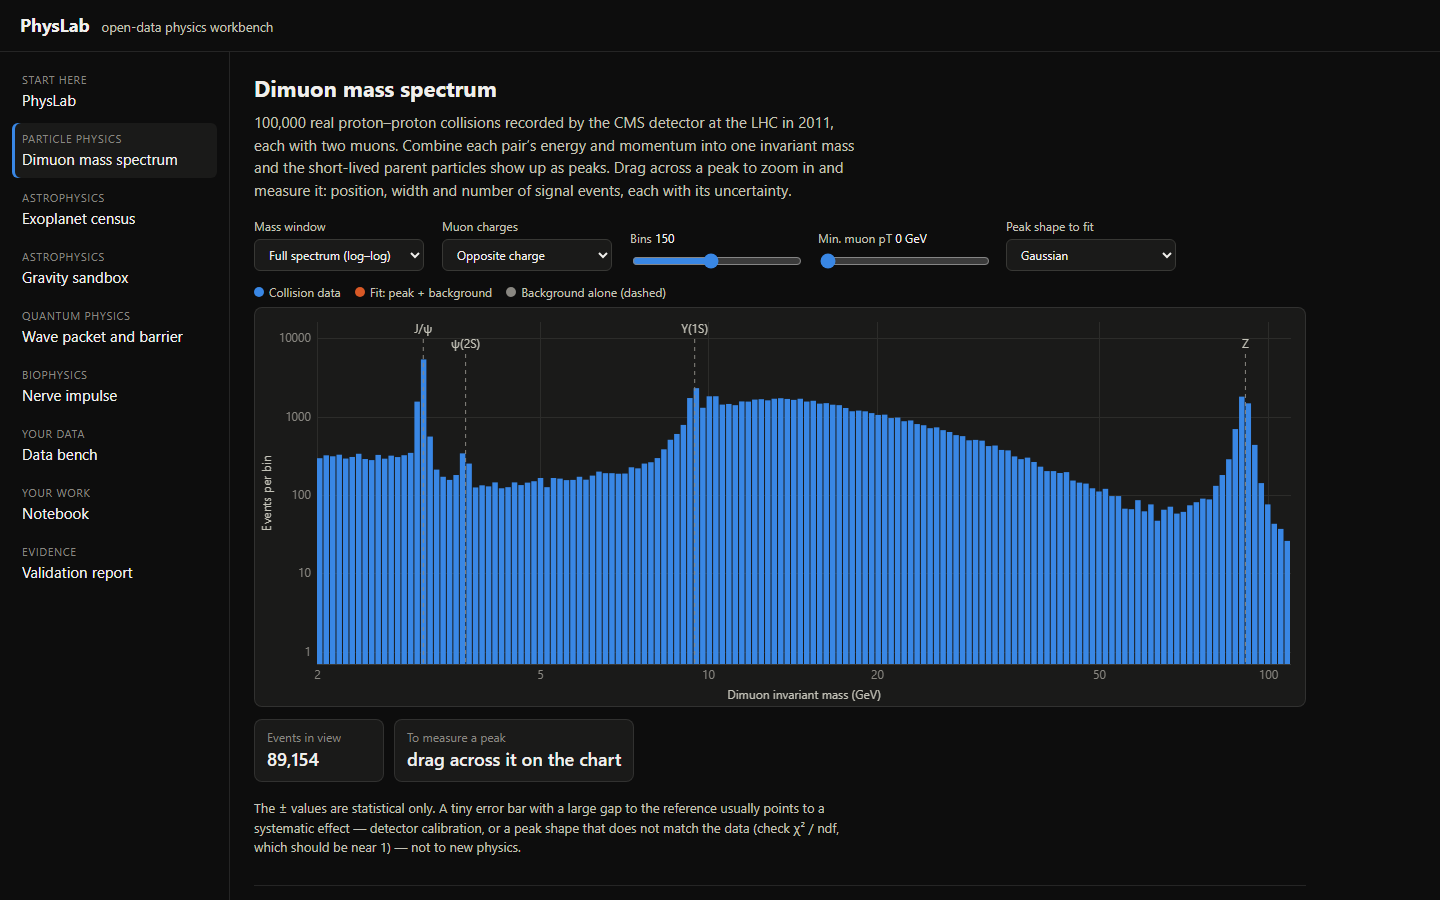 PhysLab open-data physics workbench
START HERE
PhysLab
PARTICLE PHYSICS
Dimuon mass spectrum
ASTROPHYSICS
Exoplanet census
ASTROPHYSICS
Gravity sandbox
QUANTUM PHYSICS
Wave packet and barrier
BIOPHYSICS
Nerve impulse
YOUR DATA
Data bench
YOUR WORK
Notebook
EVIDENCE
Validation report
Dimuon mass spectrum
100,000 real proton–proton collisions recorded by the CMS detector at the LHC in 2011,
each with two muons. Combine each pair's energy and momentum into one invariant mass
and the short-lived parent particles show up as peaks. Drag across a peak to zoom in and
measure it: position, width and number of signal events, each with its uncertainty.
Mass window
Full spectrum (log–log)
Muon charges
Opposite charge
Bins 150
Min. muon pT 0 GeV
Peak shape to fit
Gaussian
Collision data
Fit: peak + background
Background alone (dashed)
J/ψ
ψ(2S)
Υ(1S)
Z
10000
1000
100
10
1
Events per bin
2
5
10
20
50
100
Dimuon invariant mass (GeV)
Events in view
89,154
To measure a peak
drag across it on the chart
The ± values are statistical only. A tiny error bar with a large gap to the reference usually points to a
systematic effect — detector calibration, or a peak shape that does not match the data (check χ² / ndf,
which should be near 1) — not to new physics.